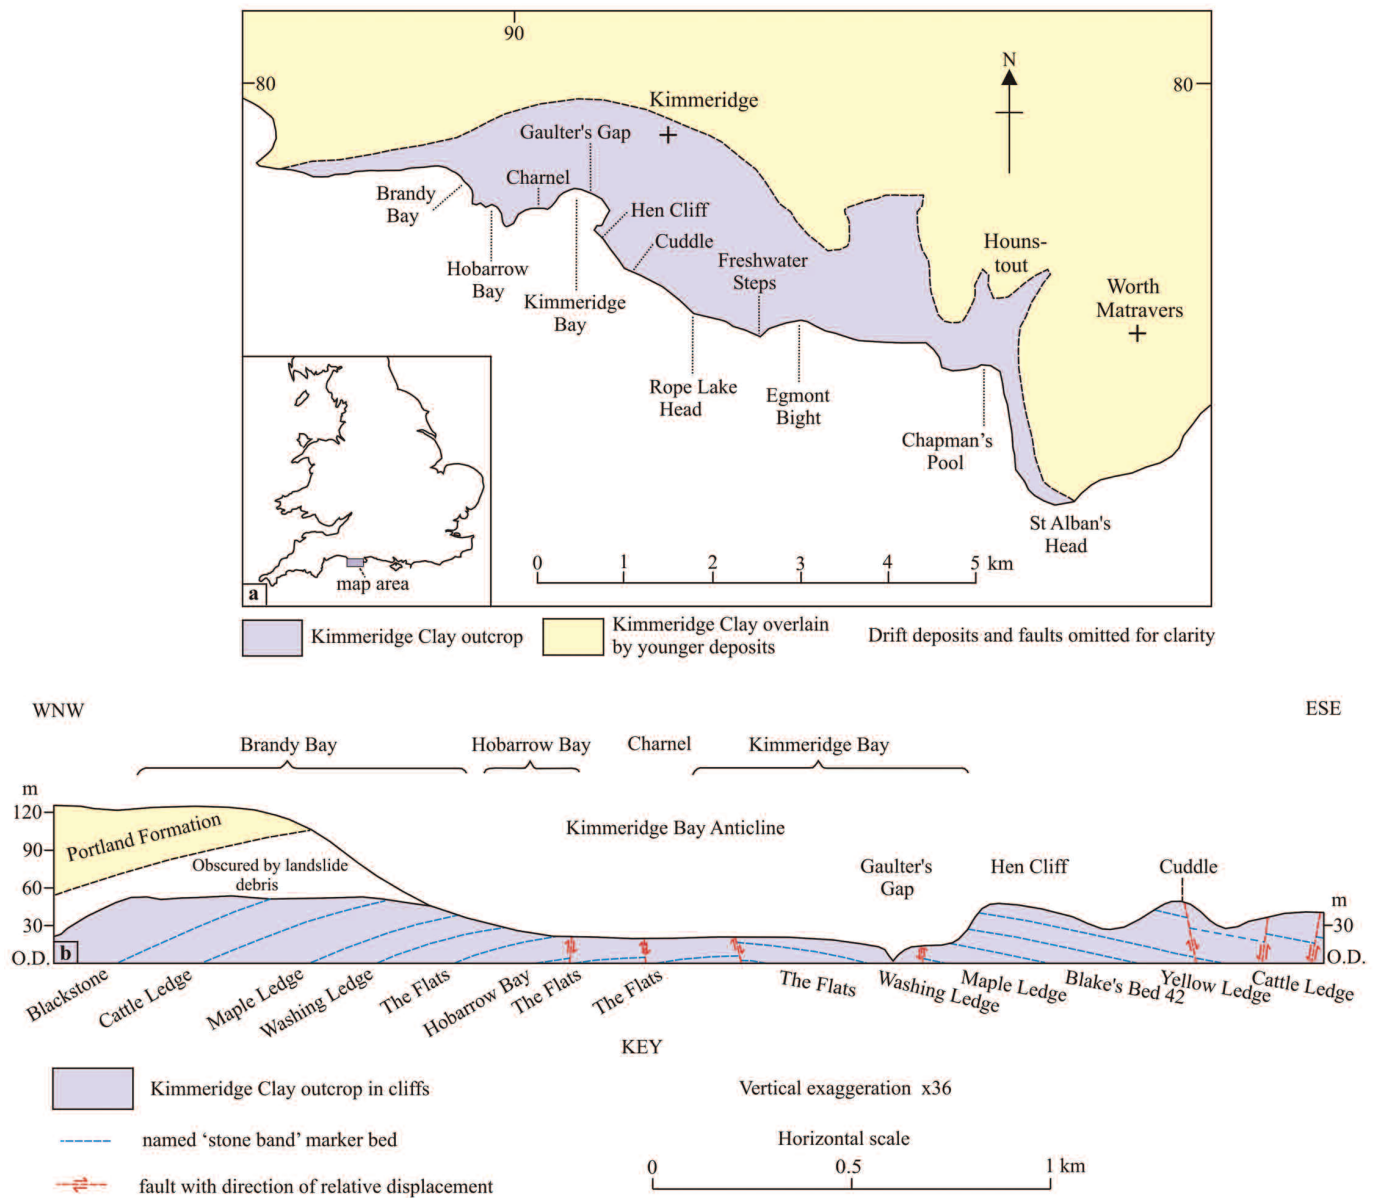 90
80
80
N
Kimmeridge
Gaulter's Gap
Charnel
Brandy
Bay
Hen Cliff
Cuddle
Hobarrow
Bay
Freshwater
Steps
Houns-
tout
Kimmeridge
Bay
Worth
Matravers
Rope Lake
Head
Egmont
Bight
Chapman's
Pool
St Alban's
Head
map area
a
0 1 2 3 4 5 km
Kimmeridge Clay outcrop
Kimmeridge Clay overlain
by younger deposits
Drift deposits and faults omitted for clarity
WNW
ESE
Brandy Bay
Hobarrow Bay
Charnel
Kimmeridge Bay
m
120
90
60
30
O.D.
Portland Formation
Obscured by landslide
debris
Kimmeridge Bay Anticline
Gaulter's
Gap
Hen Cliff
Cuddle
m
30
O.D.
b
Blackstone
Cattle Ledge
Maple Ledge
Washing Ledge
The Flats
Hobarrow Bay
The Flats
The Flats
The Flats
Washing Ledge
Maple Ledge
Blake's Bed 42
Yellow Ledge
Cattle Ledge
KEY
Kimmeridge Clay outcrop in cliffs
Vertical exaggeration x36
named ‘stone band’ marker bed
Horizontal scale
0 0.5 1 km
fault with direction of relative displacement